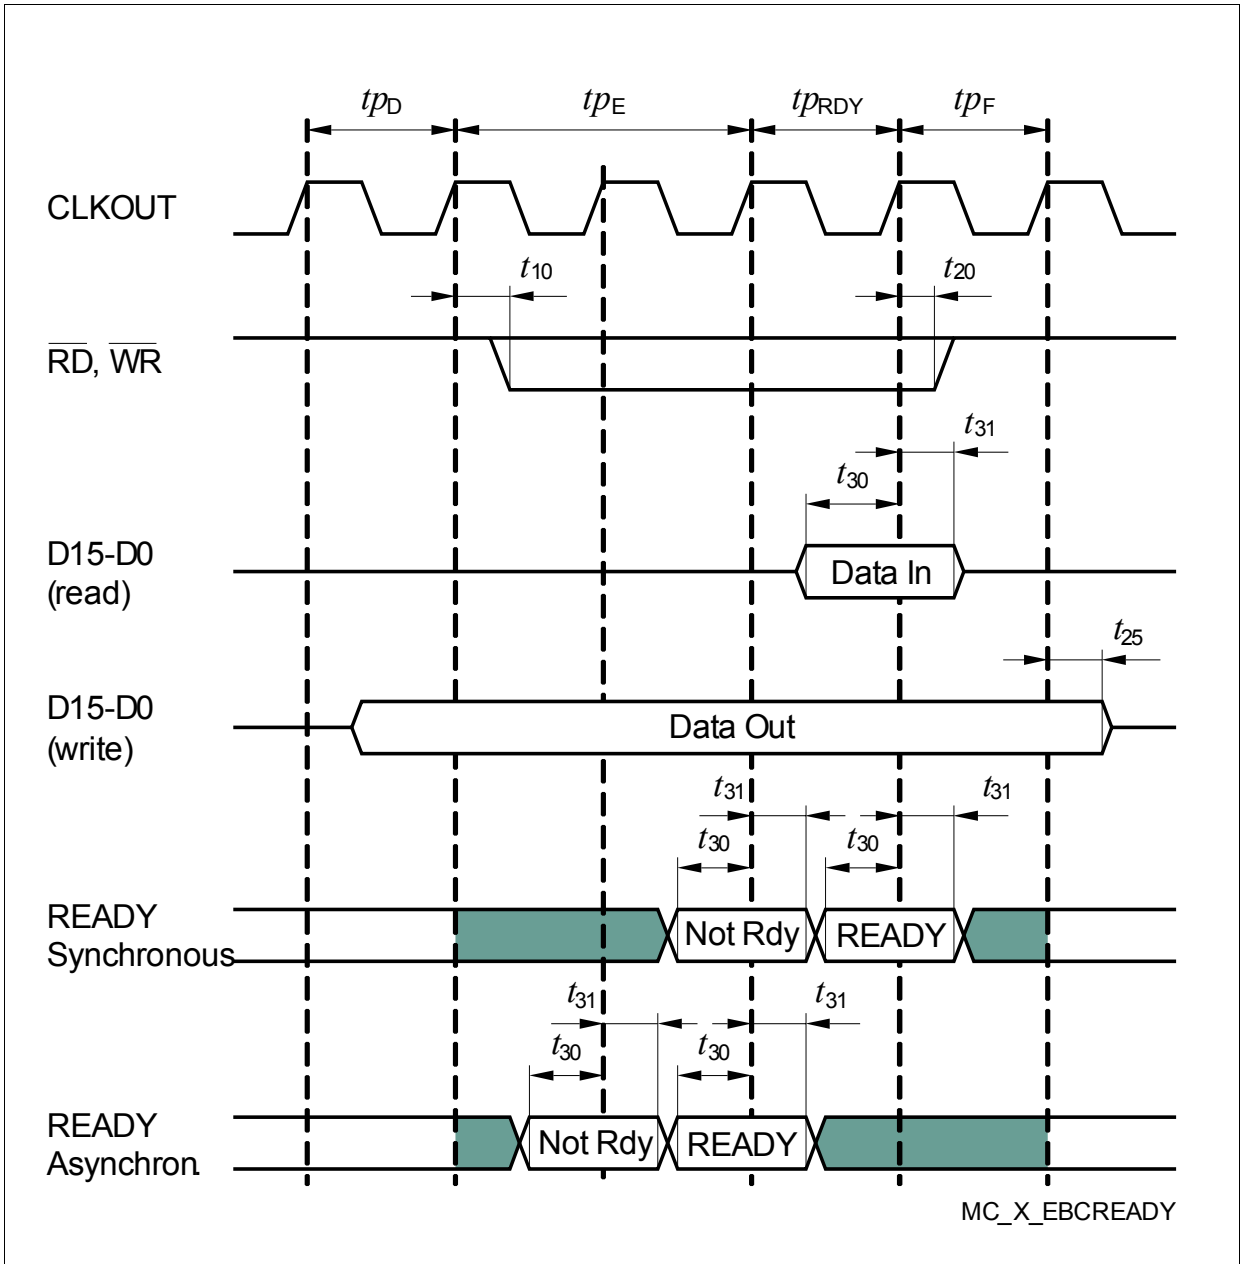 tpD tpE tpRDY tpF
CLKOUT
t10 t20
RD, WR
t31
t30
D15-D0
(read)
Data In
t25
D15-D0
(write)
Data Out
t31 t31
t30 t30
READY
Synchronous
Not Rdy READY
t31 t31
t30 t30
READY
Asynchron.
Not Rdy READY
MC_X_EBCREADY